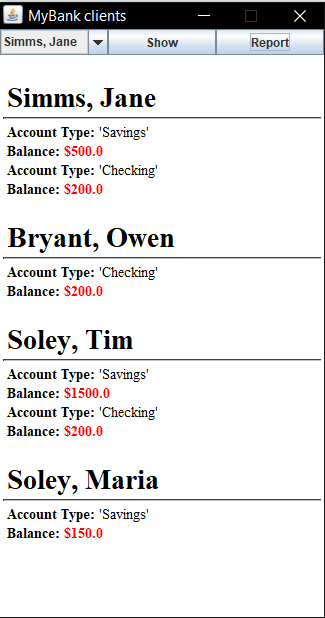 MyBank clients
Simms, Jane Show Report
Simms, Jane
Account Type: 'Savings'
Balance: $500.0
Account Type: 'Checking'
Balance: $200.0
Bryant, Owen
Account Type: 'Checking'
Balance: $200.0
Soley, Tim
Account Type: 'Savings'
Balance: $1500.0
Account Type: 'Checking'
Balance: $200.0
Soley, Maria
Account Type: 'Savings'
Balance: $150.0